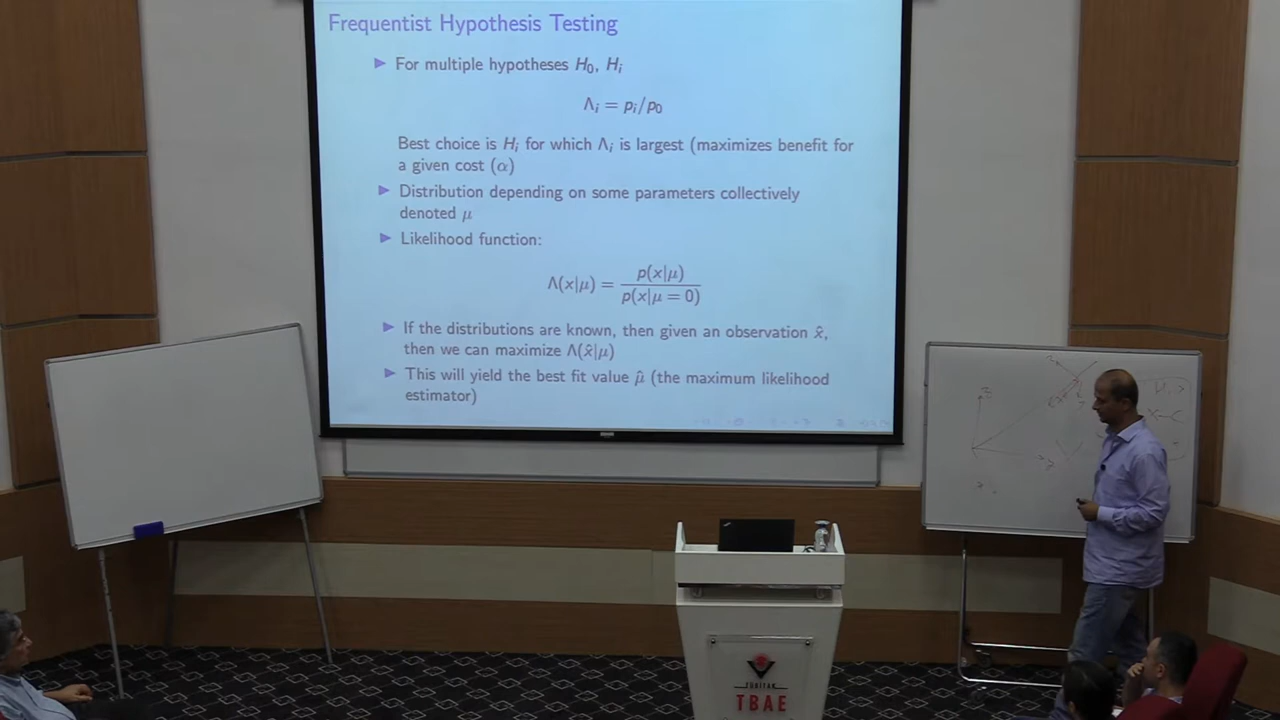 Frequentist Hypothesis Testing
▶ For multiple hypotheses H₀, Hᵢ
Λᵢ = pᵢ/p₀
Best choice is Hᵢ for which Λᵢ is largest (maximizes benefit for
a given cost (α)
▶ Distribution depending on some parameters collectively
denoted μ
▶ Likelihood function:
Λ(x|μ) = p(x|μ) / p(x|μ = 0)
▶ If the distributions are known, then given an observation x̂,
then we can maximize Λ(x̂|μ)
▶ This will yield the best fit value μ̂ (the maximum likelihood
estimator)
TÜBİTAK
TBAE